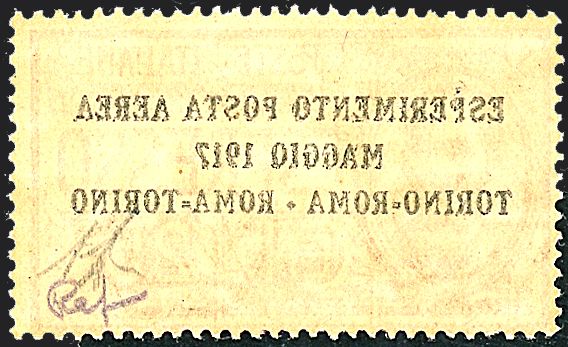 ESPERIMENTO POSTA AEREA
MAGGIO 1917
TORINO=ROMA · ROMA=TORINO